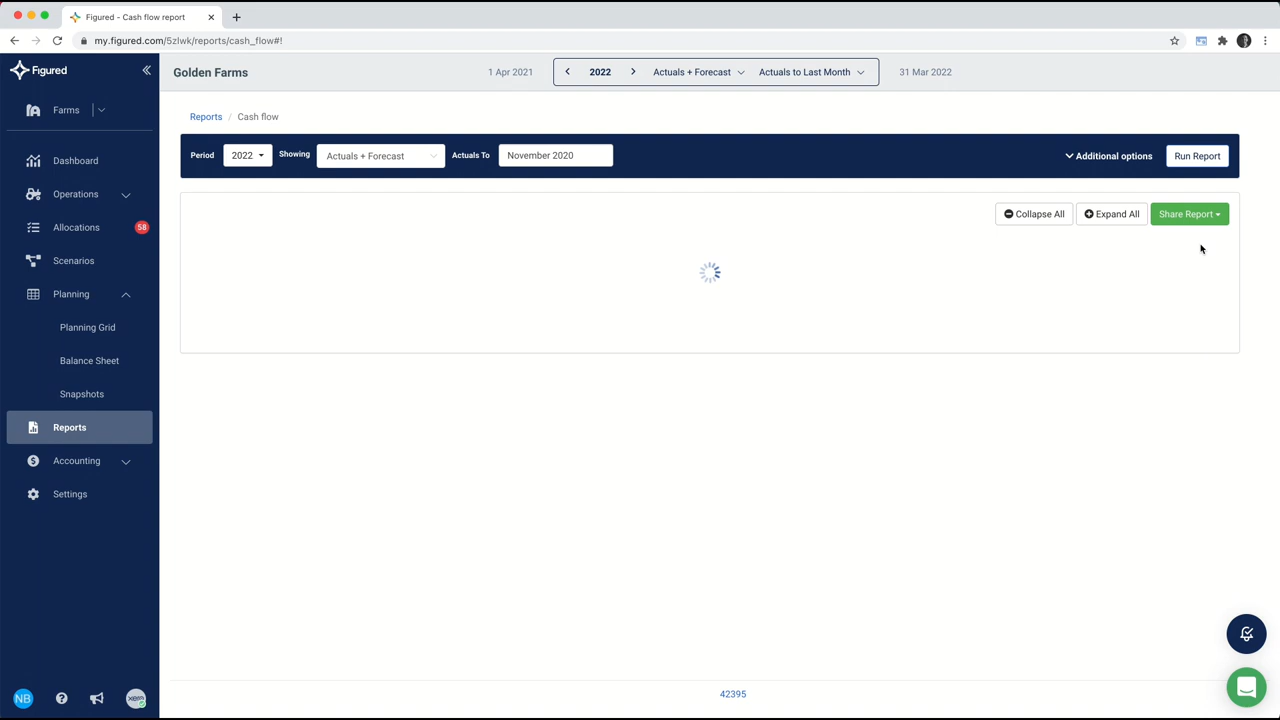 Figured - Cash flow report
my.figured.com/5zlwk/reports/cash_flow#!
Figured
Golden Farms
1 Apr 2021
2022
Actuals + Forecast
Actuals to Last Month
31 Mar 2022
Farms
Reports / Cash flow
Period
2022
Showing
Actuals + Forecast
Actuals To
November 2020
Additional options
Run Report
Dashboard
Operations
Allocations
58
Scenarios
Planning
Planning Grid
Balance Sheet
Snapshots
Reports
Accounting
Settings
Collapse All
Expand All
Share Report
NB
xero
42395